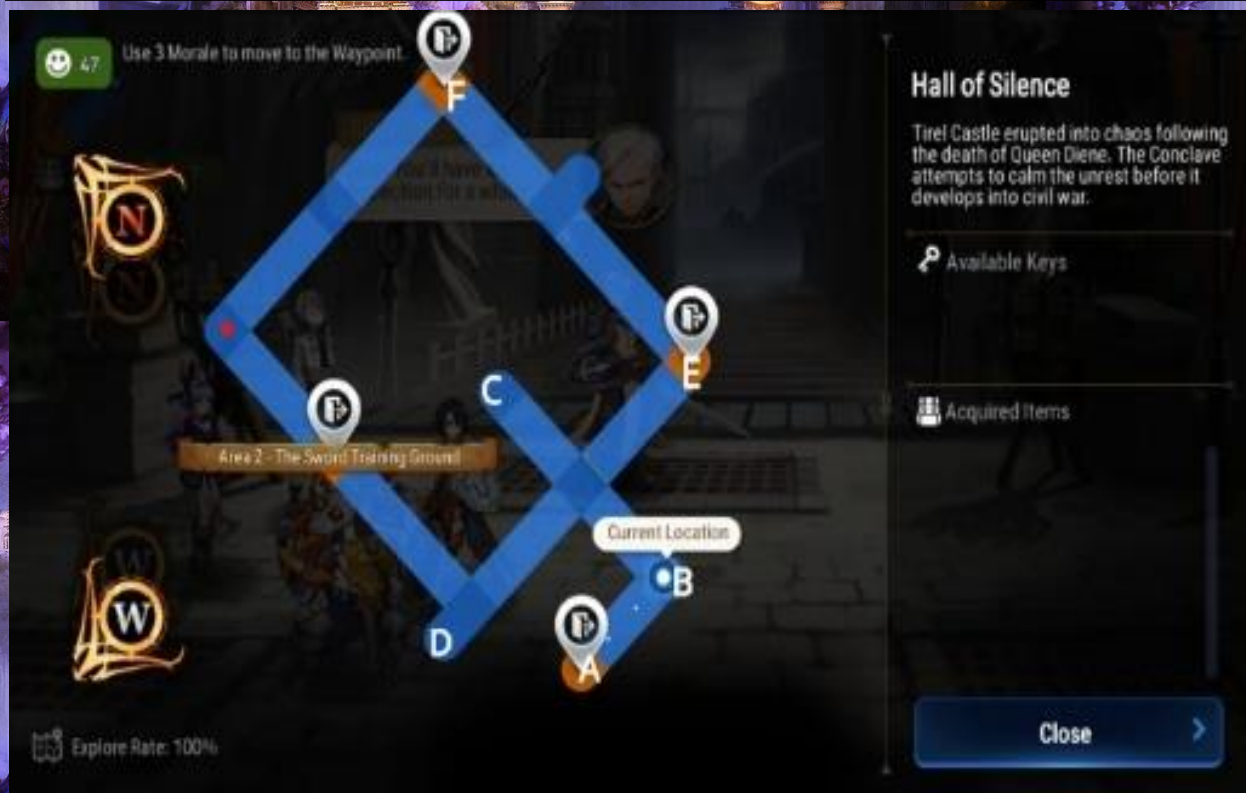 47
Use 3 Morale to move to the Waypoint.
F
Hall of Silence
Tirel Castle erupted into chaos following
the death of Queen Diene. The Conclave
attempts to calm the unrest before it
develops into civil war.
N
N
Available Keys
E
C
Acquired Items
Area 2 - The Sword Training Ground
Current Location
B
W
W
D
A
Close
Explore Rate: 100%